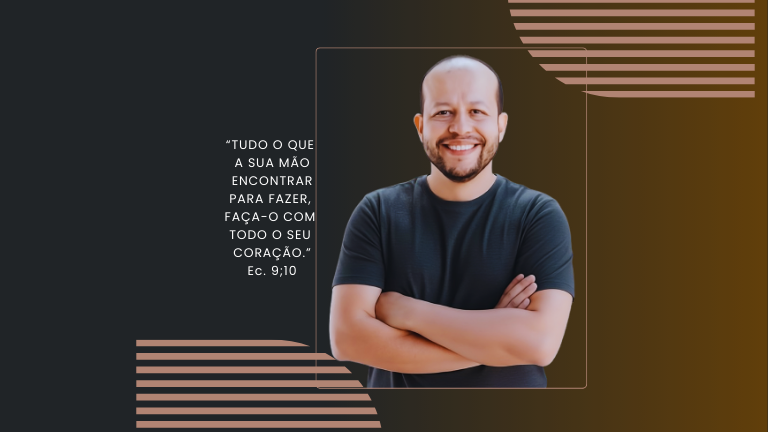 “TUDO O QUE
A SUA MÃO
ENCONTRAR
PARA FAZER,
FAÇA-O COM
TODO O SEU
CORAÇÃO.”
Ec. 9;10